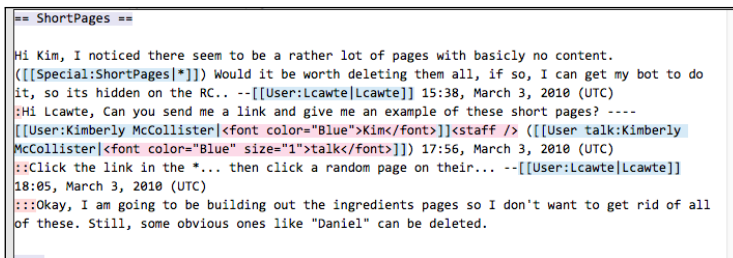 == ShortPages ==
Hi Kim, I noticed there seem to be a rather lot of pages with basicly no content.
([[Special:ShortPages|*]]) Would it be worth deleting them all, if so, I can get my bot to do
it, so its hidden on the RC.. --[[User:Lcawte|Lcawte]] 15:38, March 3, 2010 (UTC)
:Hi Lcawte, Can you send me a link and give me an example of these short pages? ----
[[User:Kimberly McCollister|<font color="Blue">Kim</font>]]<staff /> ([[User talk:Kimberly
McCollister|<font color="Blue" size="1">talk</font>]]) 17:56, March 3, 2010 (UTC)
::Click the link in the *... then click a random page on their... --[[User:Lcawte|Lcawte]]
18:05, March 3, 2010 (UTC)
:::Okay, I am going to be building out the ingredients pages so I don't want to get rid of all
of these. Still, some obvious ones like "Daniel" can be deleted.